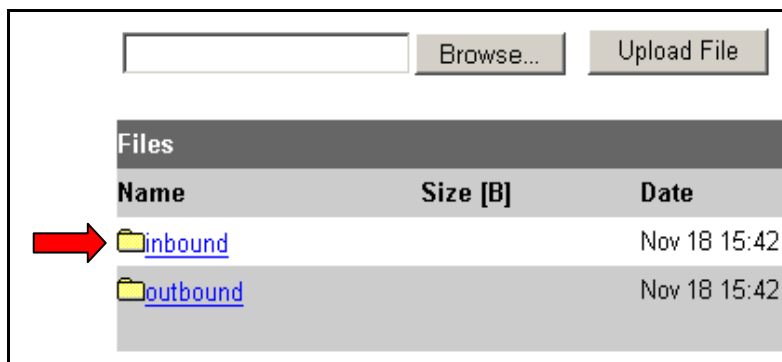 Browse... Upload File
Files
Name Size [B] Date
inbound Nov 18 15:42
outbound Nov 18 15:42